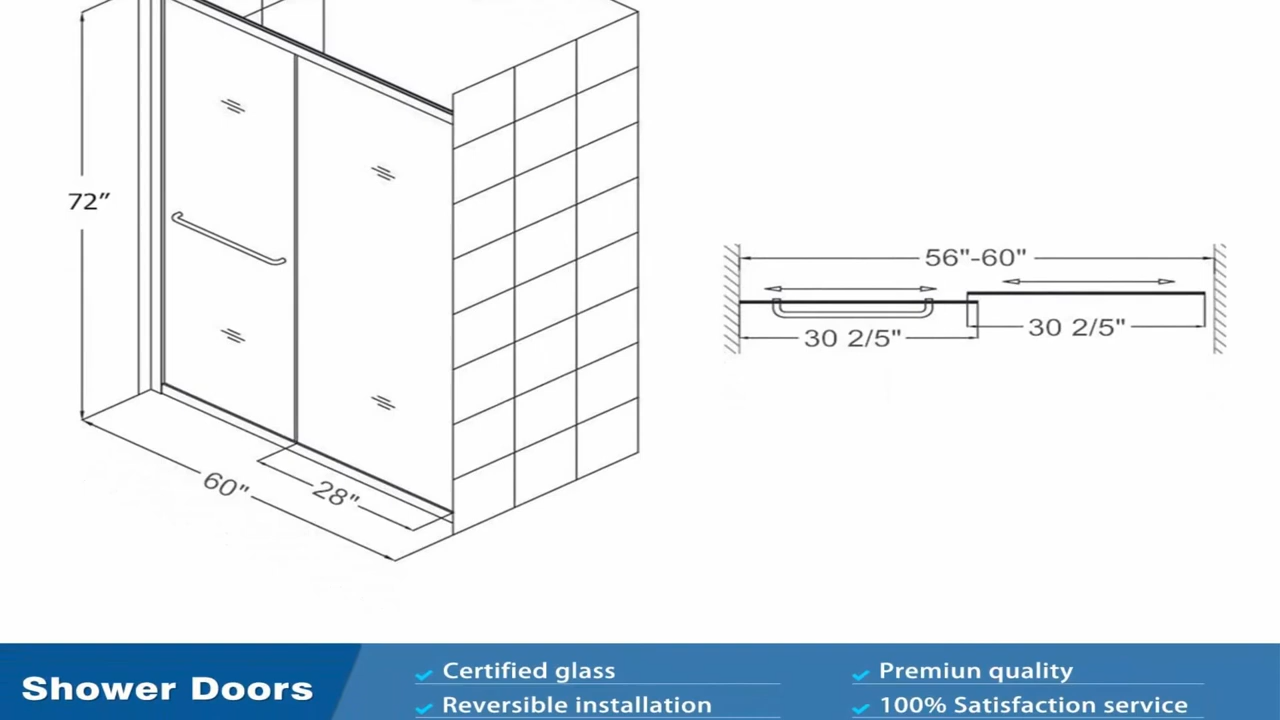 72”
60"
28"
56"-60"
30 2/5"
30 2/5"
Shower Doors
Certified glass
Reversible installation
Premiun quality
100% Satisfaction service